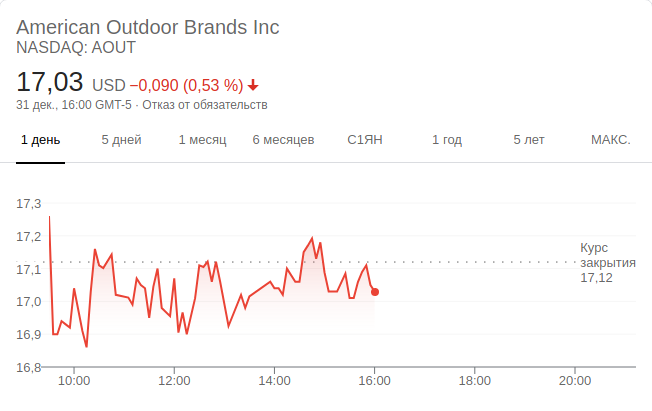 American Outdoor Brands Inc
NASDAQ: AOUT
17,03 USD −0,090 (0,53 %)
31 дек., 16:00 GMT-5 · Отказ от обязательств
1 день 5 дней 1 месяц 6 месяцев С1ЯН 1 год 5 лет МАКС.
17,3
17,2
Курс
закрытия
17,12
17,1
17,0
16,9
16,8
10:00 12:00 14:00 16:00 18:00 20:00